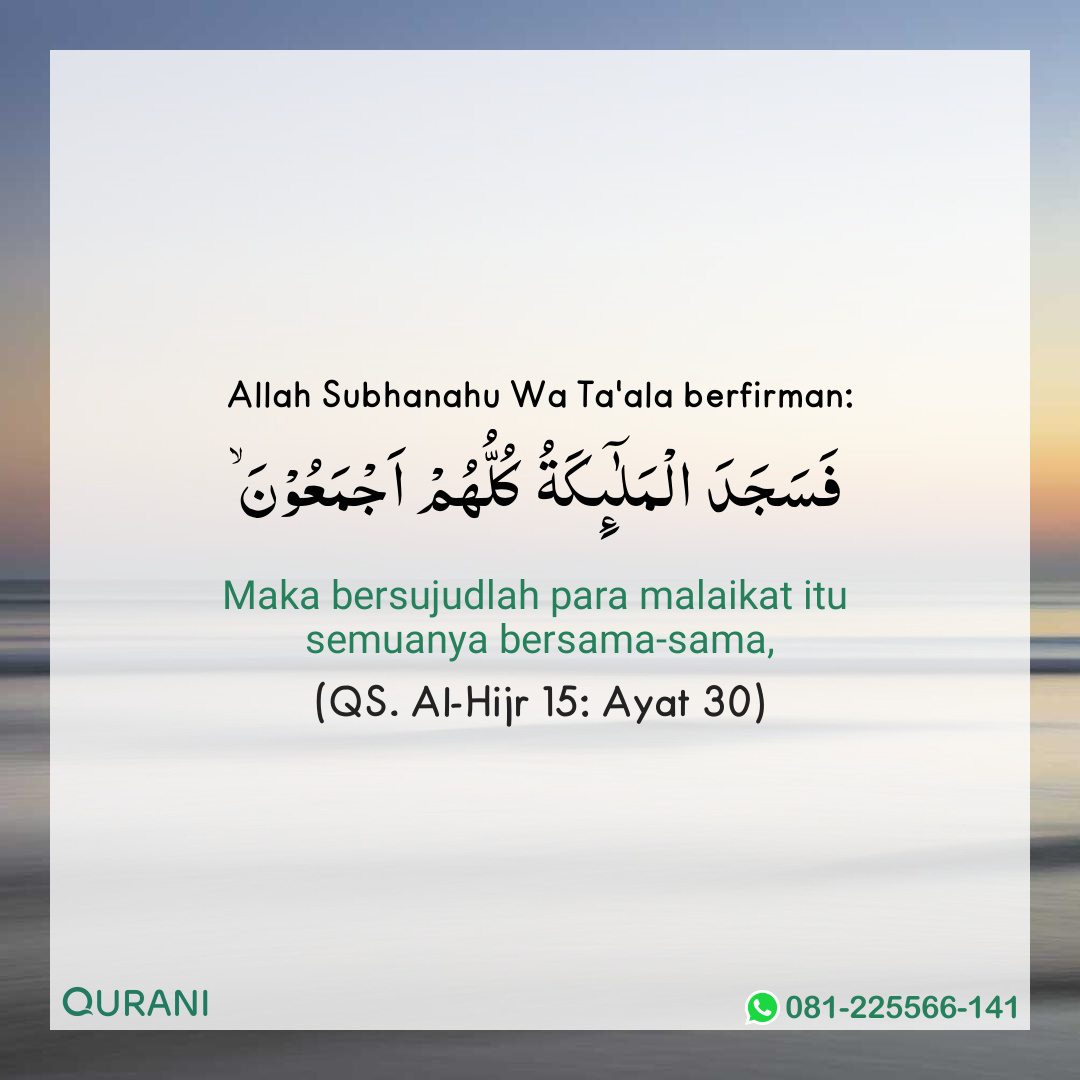 Allah Subhanahu Wa Ta'ala berfirman:
فَسَجَدَ الْمَلٰۤىِٕكَةُ كُلُّهُمْ اَجْمَعُوْنَۙ
Maka bersujudlah para malaikat itu
semuanya bersama-sama,
(QS. Al-Hijr 15: Ayat 30)
QURANI
081-225566-141